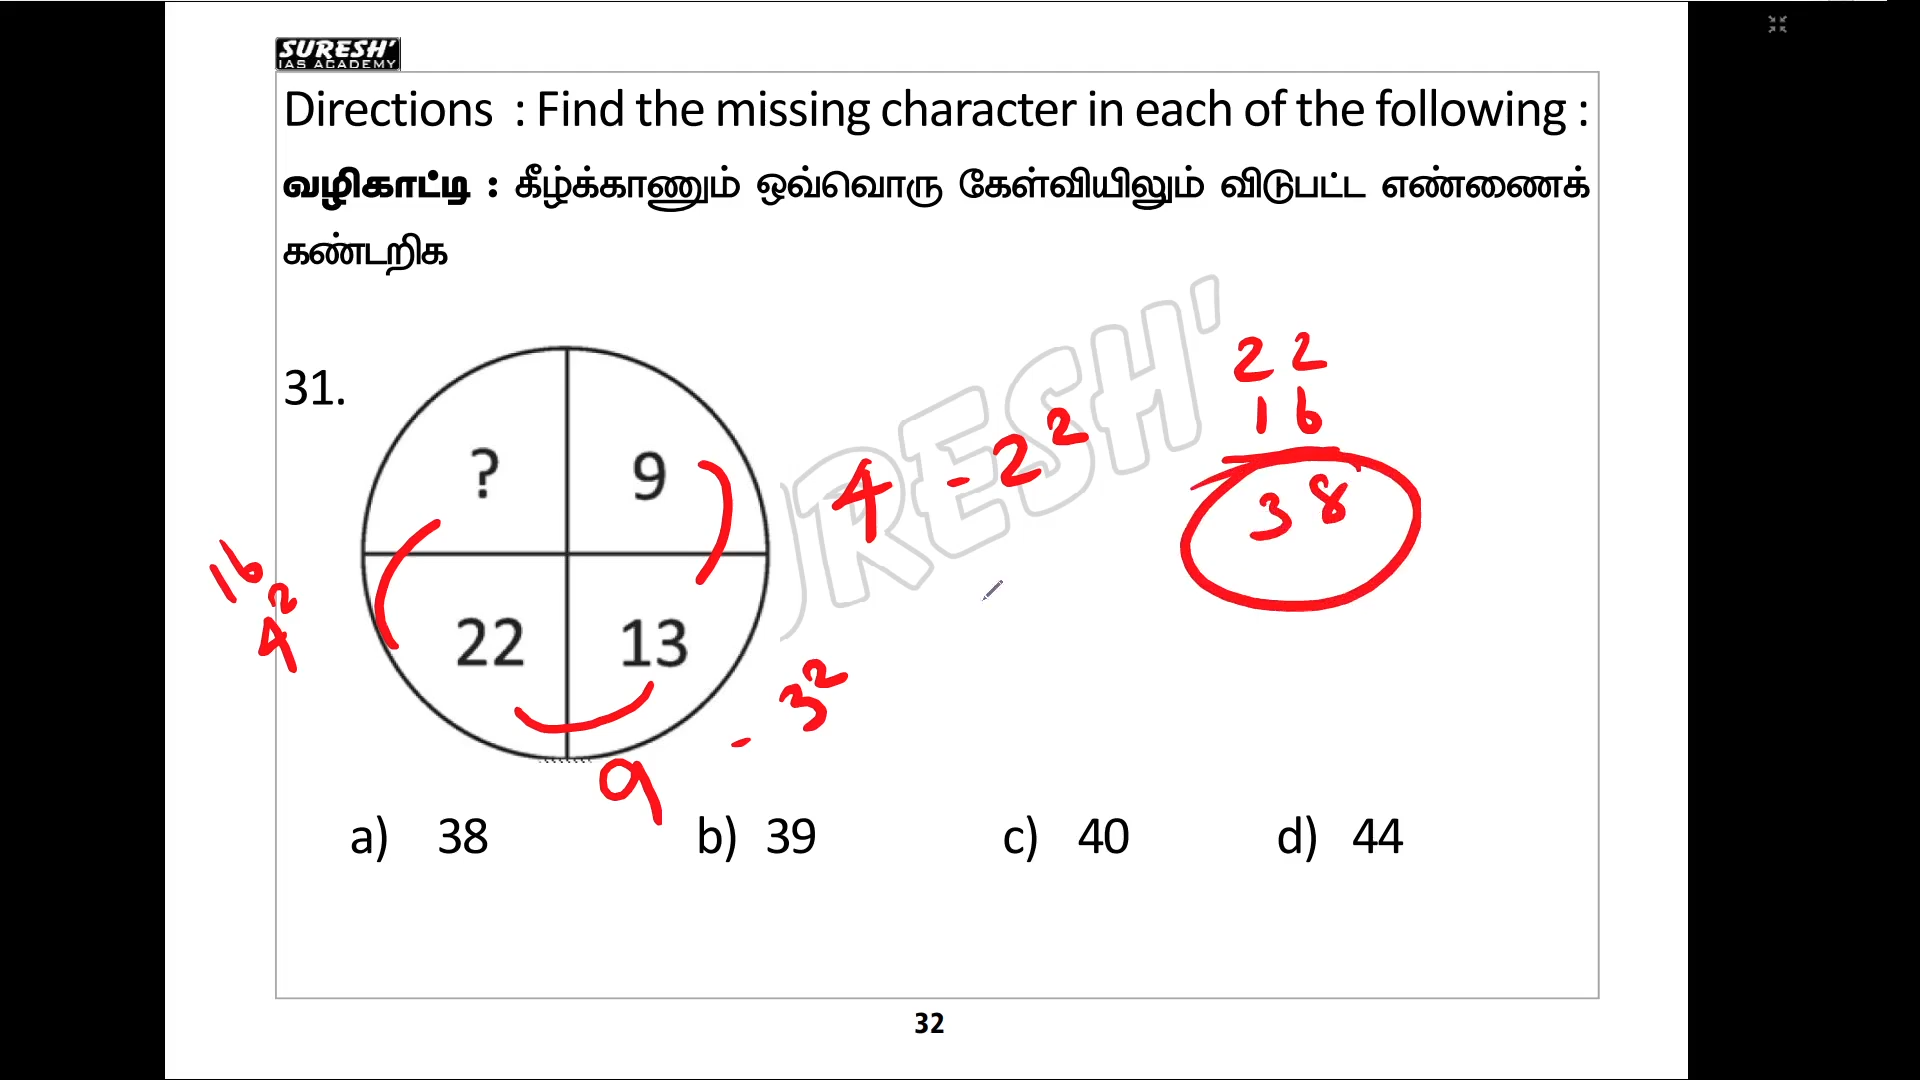 SURESH'
IAS ACADEMY
Directions : Find the missing character in each of the following :
வழிகாட்டி : கீழ்க்காணும் ஒவ்வொரு கேள்வியிலும் விடுபட்ட எண்ணைக்
கண்டறிக
31.
? 9
22 13
URESH'
4 - 2²
22
16
38
16
4²
9 - 3²
a) 38 b) 39 c) 40 d) 44
32